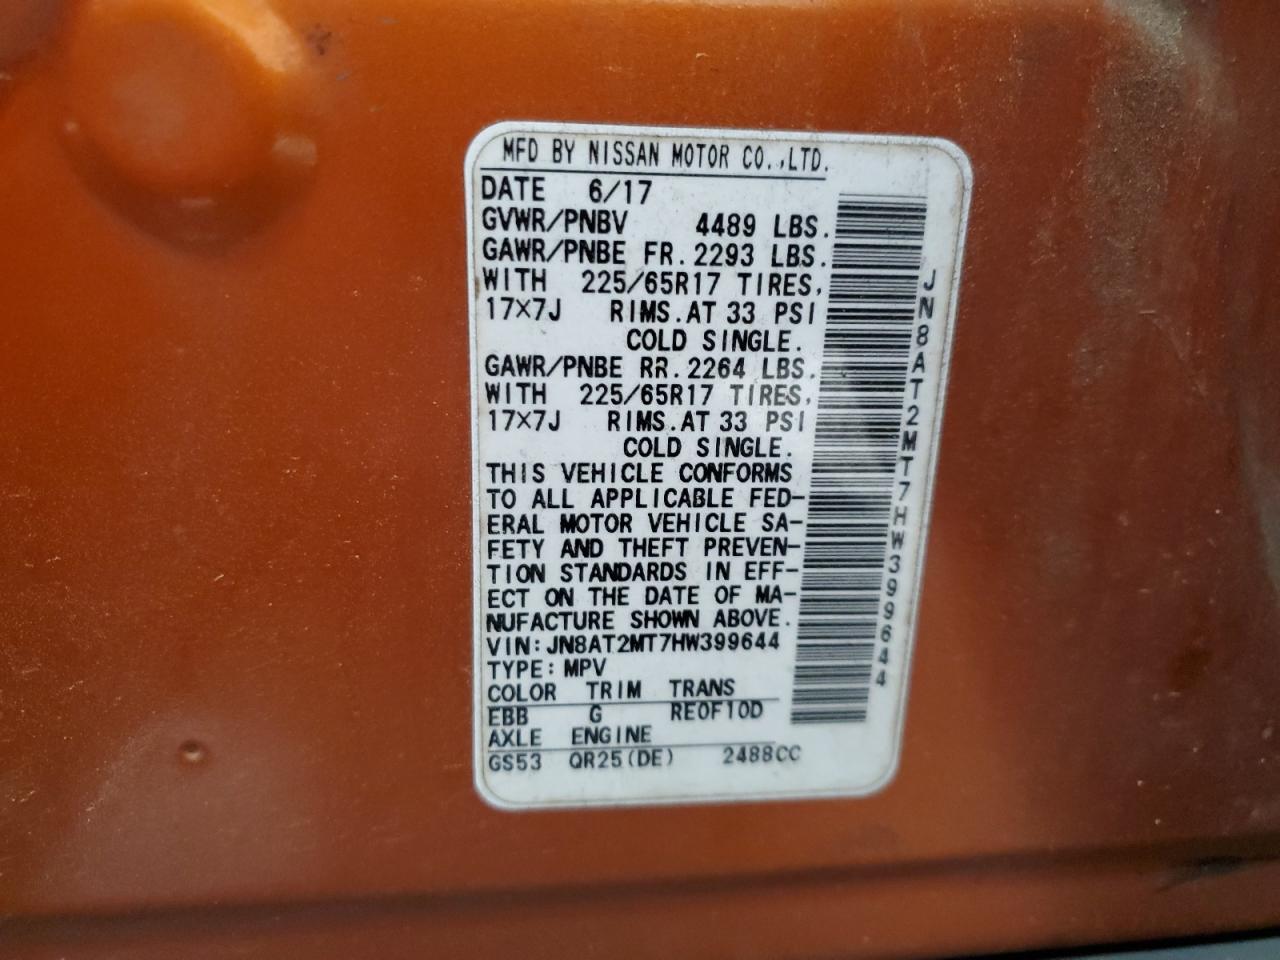 MFD BY NISSAN MOTOR CO.,LTD.
DATE 6/17
GVWR/PNBV 4489 LBS.
GAWR/PNBE FR.2293 LBS.
WITH 225/65R17 TIRES,
17×7J RIMS.AT 33 PSI
COLD SINGLE.
GAWR/PNBE RR.2264 LBS.
WITH 225/65R17 TIRES,
17×7J RIMS.AT 33 PSI
COLD SINGLE.
THIS VEHICLE CONFORMS
TO ALL APPLICABLE FED-
ERAL MOTOR VEHICLE SA-
FETY AND THEFT PREVEN-
TION STANDARDS IN EFF-
ECT ON THE DATE OF MA-
NUFACTURE SHOWN ABOVE.
VIN:JN8AT2MT7HW399644
TYPE:MPV
COLOR TRIM TRANS
EBB G RE0F10D
AXLE ENGINE
GS53 QR25(DE) 2488CC
JN8AT2MT7HW399644